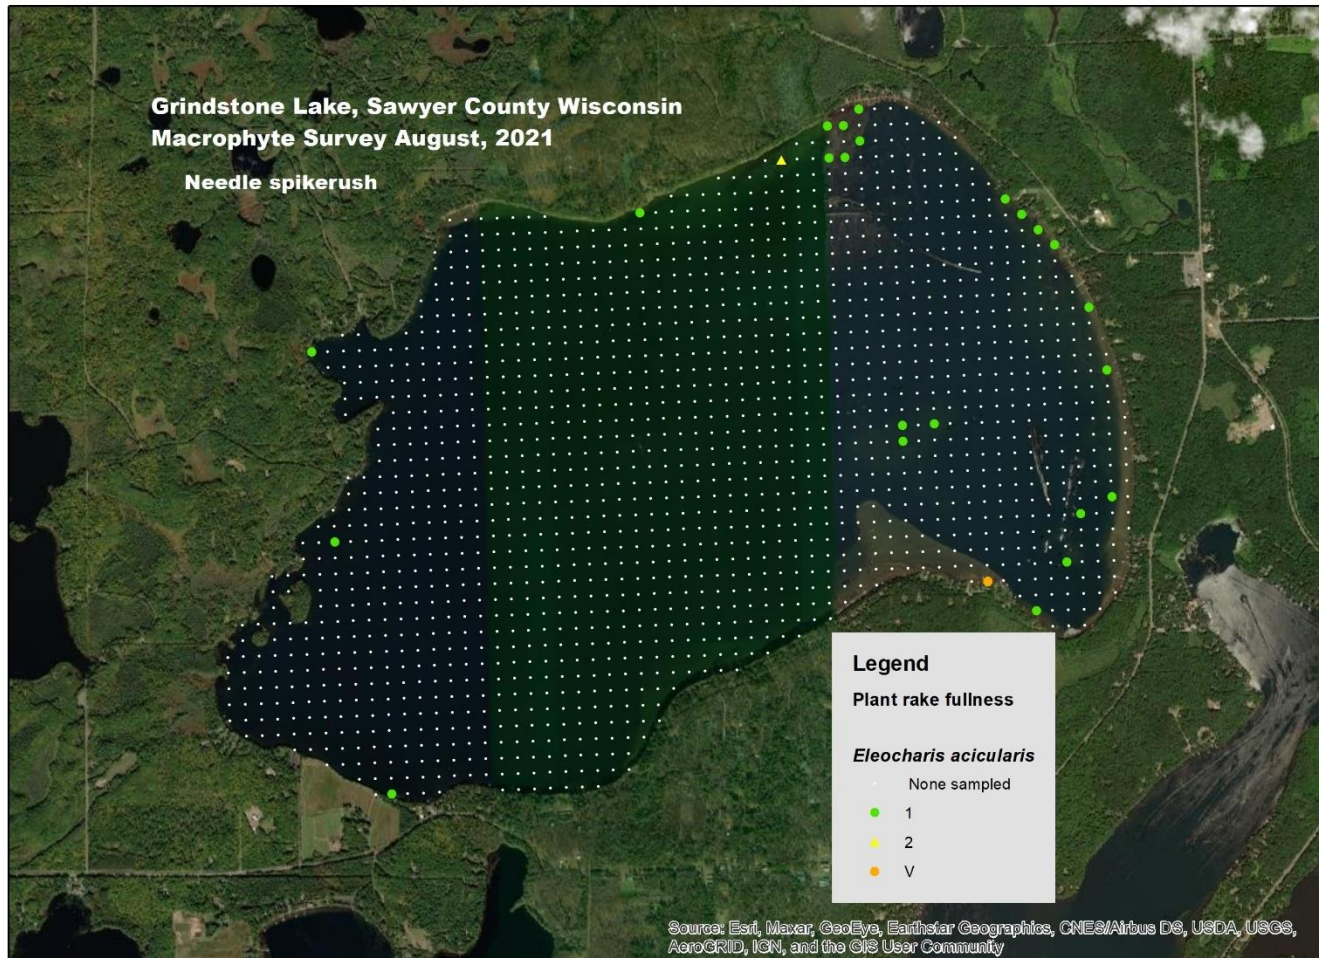 Grindstone Lake, Sawyer County Wisconsin
Macrophyte Survey August, 2021
Needle spikerush
Legend
Plant rake fullness
Eleocharis acicularis
None sampled
1
2
V
Source: Esri, Maxar, GeoEye, Earthstar Geographics, CNES/Airbus DS, USDA, USGS,
AeroGRID, IGN, and the GIS User Community